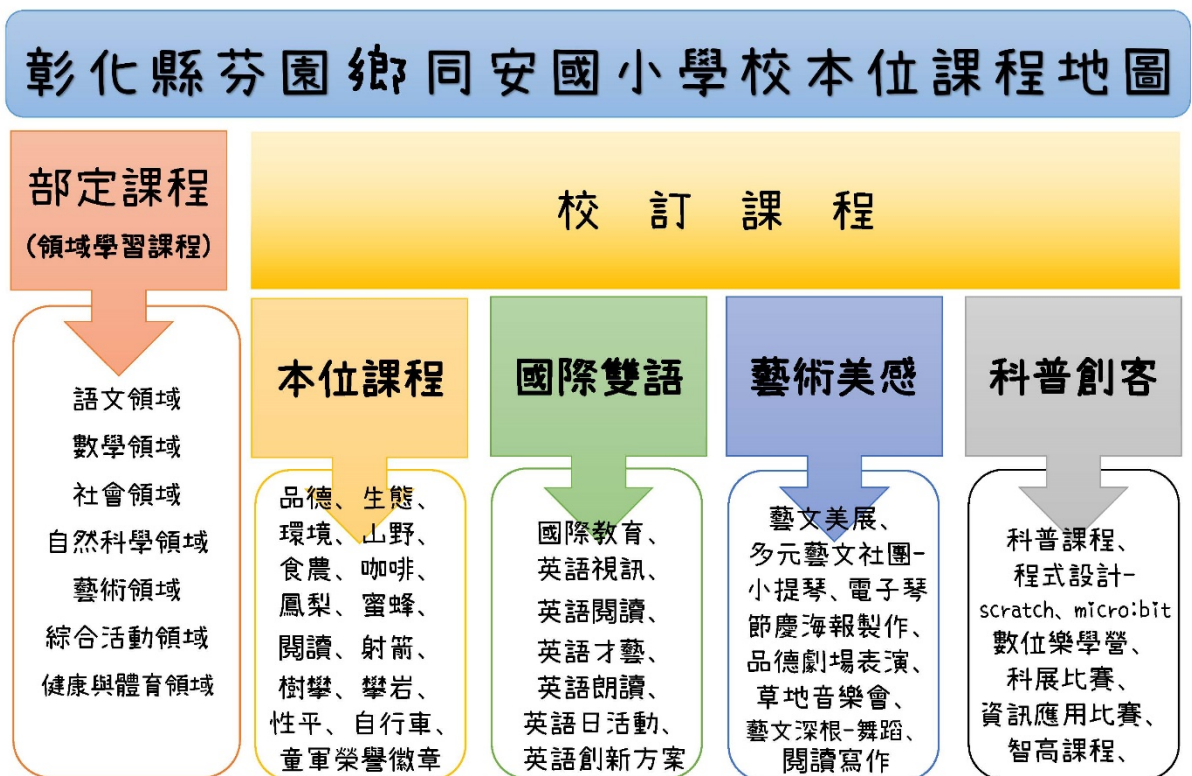 彰化縣芬園鄉同安國小學校本位課程地圖
部定課程
(領域學習課程)
語文領域
數學領域
社會領域
自然科學領域
藝術領域
綜合活動領域
健康與體育領域
校訂課程
本位課程
品德、生態、
環境、山野、
食農、咖啡、
鳳梨、蜜蜂、
閱讀、射箭、
樹攀、攀岩、
性平、自行車、
童軍榮譽徽章
國際雙語
國際教育、
英語視訊、
英語閱讀、
英語才藝、
英語朗讀、
英語日活動、
英語創新方案
藝術美感
藝文美展、
多元藝文社團-
小提琴、電子琴
節慶海報製作、
品德劇場表演、
草地音樂會、
藝文深根-舞蹈、
閱讀寫作
科普創客
科普課程、
程式設計-
scratch、micro:bit
數位樂學營、
科展比賽、
資訊應用比賽、
智高課程、